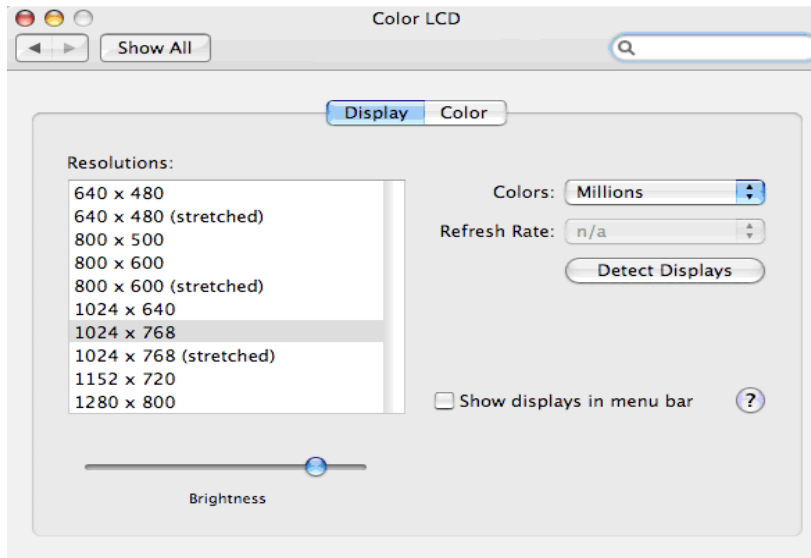 Color LCD
Show All
Display Color
Resolutions:
640 x 480
640 x 480 (stretched)
800 x 500
800 x 600
800 x 600 (stretched)
1024 x 640
1024 x 768
1024 x 768 (stretched)
1152 x 720
1280 x 800
Colors: Millions
Refresh Rate: n/a
Detect Displays
Show displays in menu bar ?
Brightness